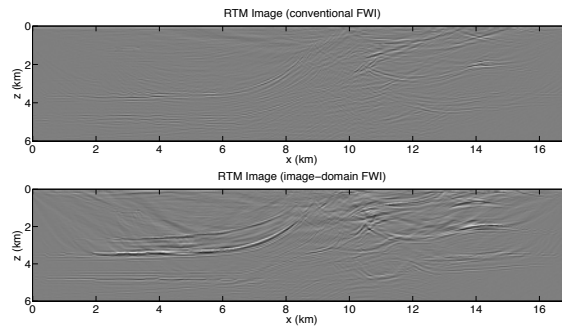 RTM Image (conventional FWI)
0
2
4
6
z (km)
0 2 4 6 8 10 12 14 16
x (km)
RTM Image (image-domain FWI)
0
2
4
6
z (km)
0 2 4 6 8 10 12 14 16
x (km)